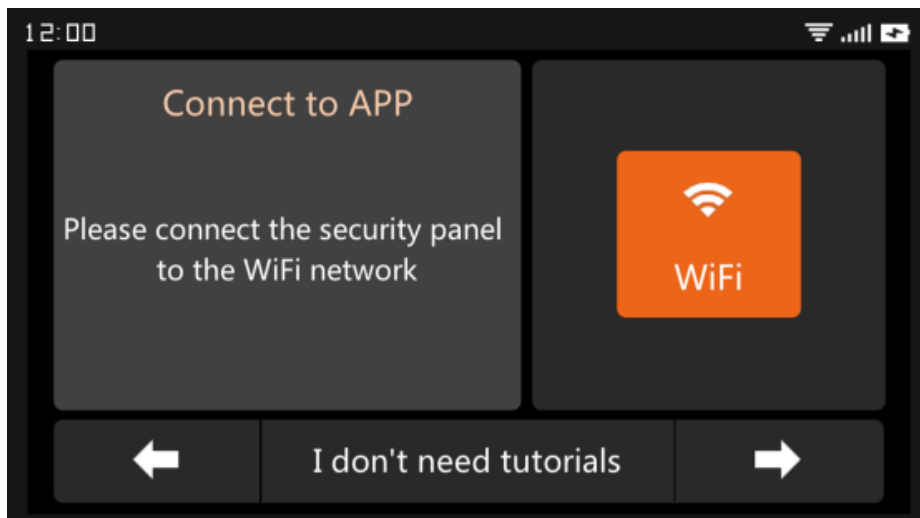 12:00
Connect to APP
Please connect the security panel
to the WiFi network
WiFi
I don't need tutorials